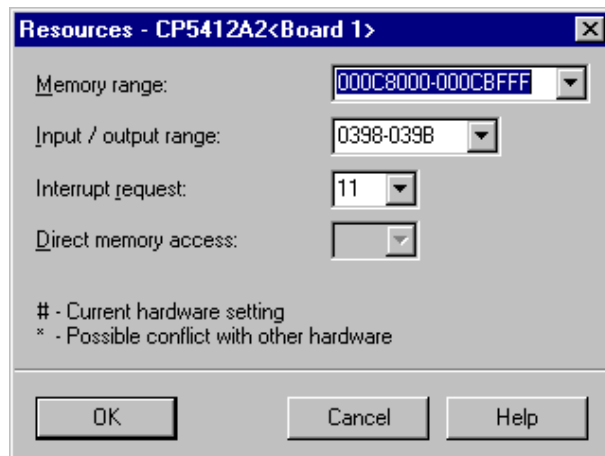 Resources - CP5412A2<Board 1>
Memory range: 000C8000-000CBFFF
Input / output range: 0398-039B
Interrupt request: 11
Direct memory access:
# - Current hardware setting
* - Possible conflict with other hardware
OK Cancel Help